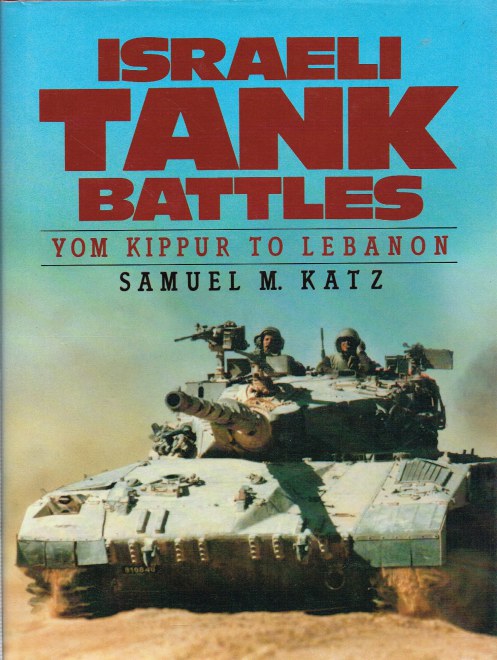 ISRAELI
TANK
BATTLES
YOM KIPPUR TO LEBANON
SAMUEL M. KATZ